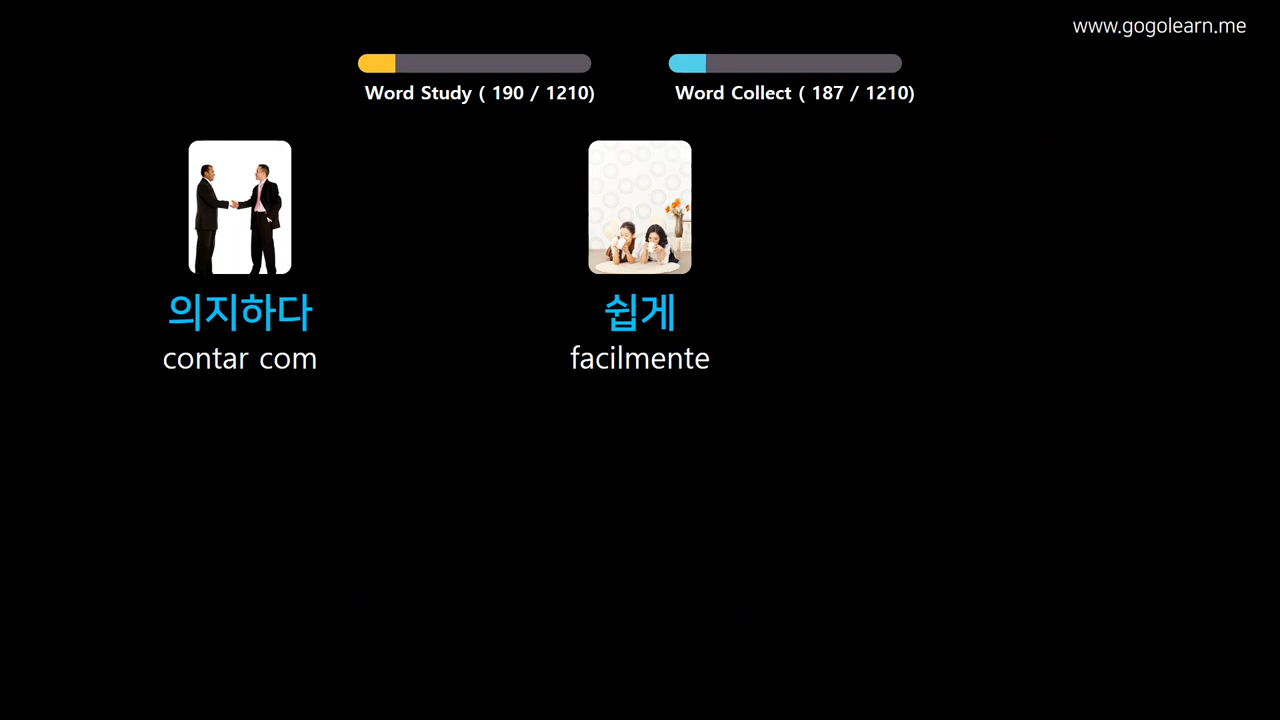 www.gogolearn.me
Word Study ( 190 / 1210)
Word Collect ( 187 / 1210)
의지하다
contar com
쉽게
facilmente